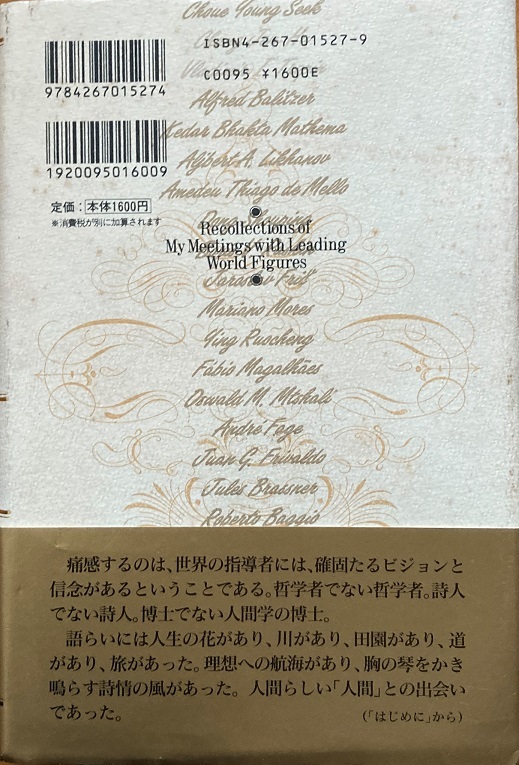 Choue Young Seek
ISBN4-267-01527-9
C0095 ¥1600E
9784267015274
Alfred Balitzer
Kedar Bhakta Mathema
1920095016009
Albert A. Likhanov
Amedeu Thiago de Mello
定価：本体1600円
※消費税が別に加算されます
Recollections of
My Meetings with Leading
World Figures
Mariano Mores
Ying Ruocheng
Fábio Magalhães
Oswald M. Mtshali
Andre Fage
Juan G. Frivaldo
Jules Brassner
Roberto Baggio
痛感するのは、世界の指導者には、確固たるビジョンと
信念があるということである。哲学者でない哲学者。詩人
でない詩人。博士でない人間学の博士。
語らいには人生の花があり、川があり、田園があり、道
があり、旅があった。理想への航海があり、胸の琴をかき
鳴らす詩情の風があった。人間らしい「人間」との出会い
であった。
（「はじめに」から）